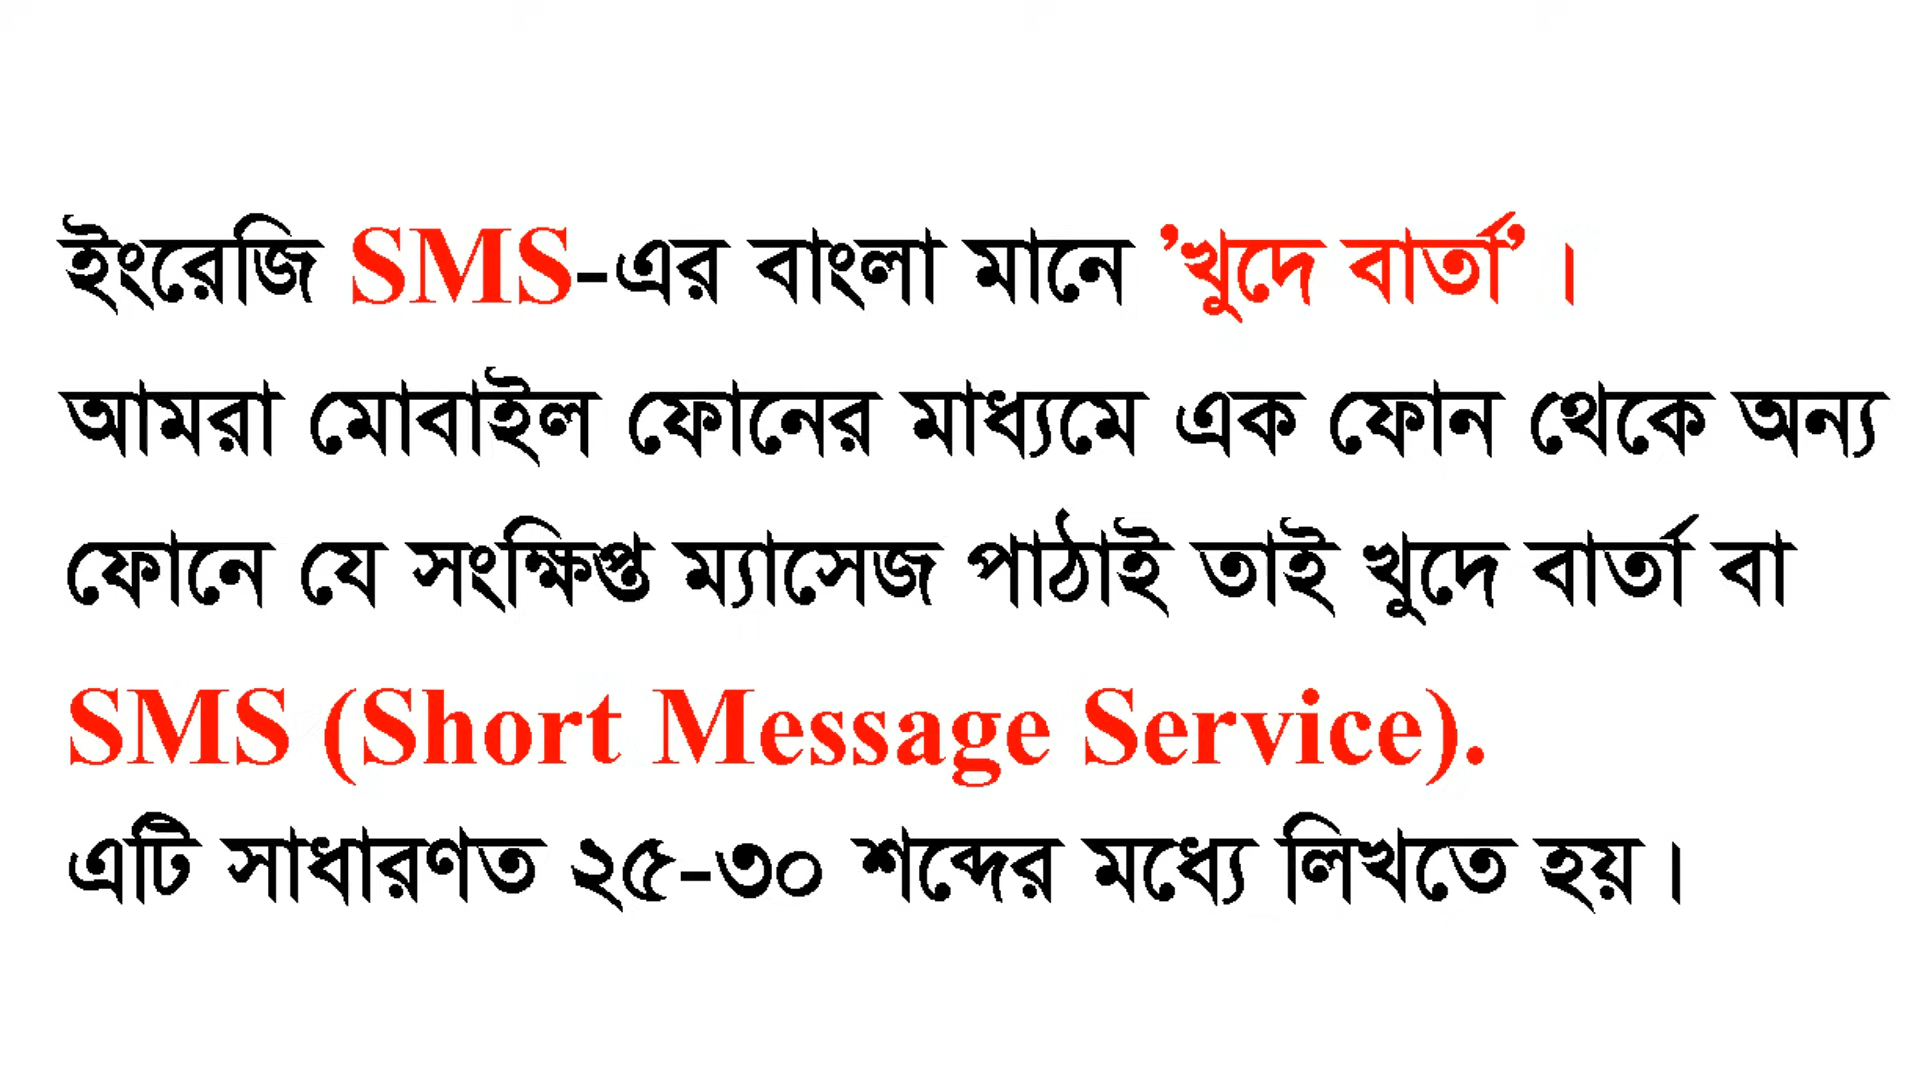 ইংরেজি SMS-এর বাংলা মানে ’খুদে বার্তা’ ।
আমরা মোবাইল ফোনের মাধ্যমে এক ফোন থেকে অন্য
ফোনে যে সংক্ষিপ্ত ম্যাসেজ পাঠাই তাই খুদে বার্তা বা
SMS (Short Message Service).
এটি সাধারণত ২৫-৩০ শব্দের মধ্যে লিখতে হয়।